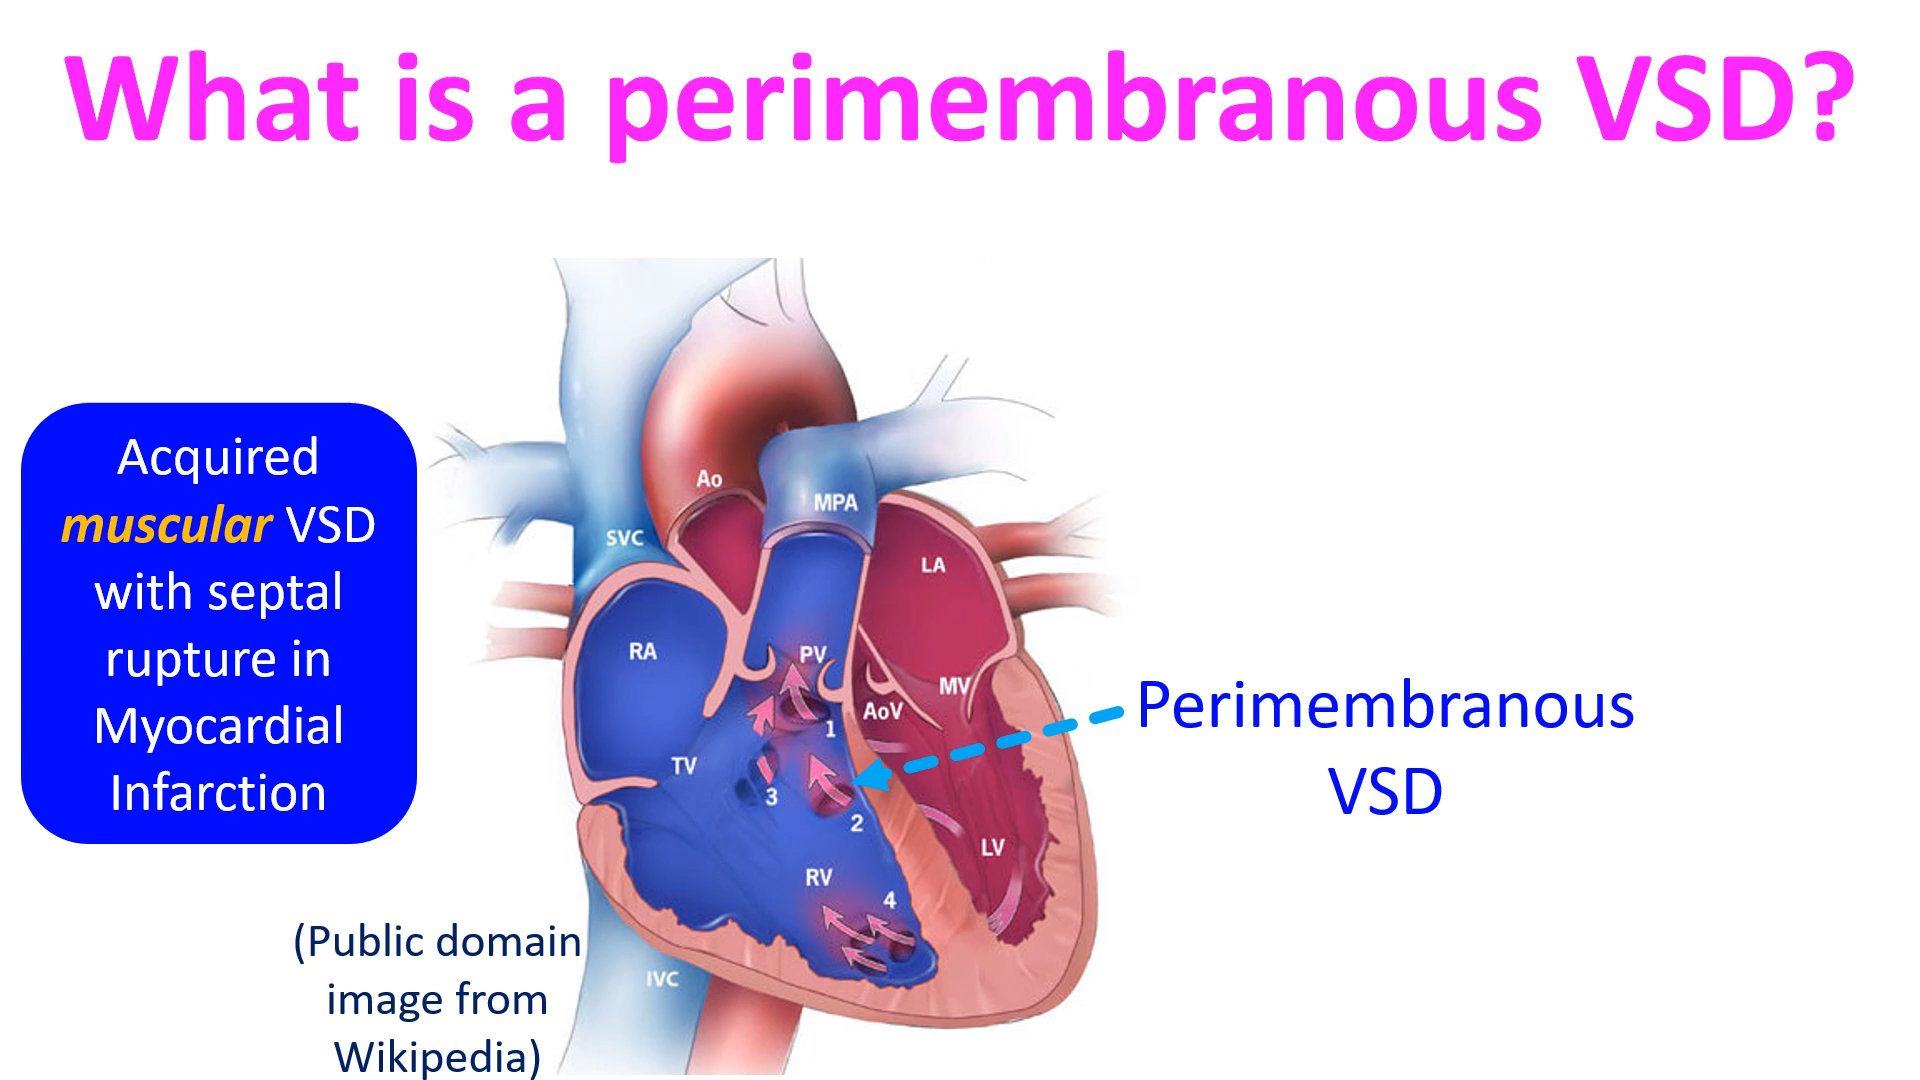 What is a perimembranous VSD?
Acquired
muscular VSD
with septal
rupture in
Myocardial
Infarction
Ao
MPA
SVC
LA
RA
PV
MV
AoV
1
TV
3
2
RV
4
LV
IVC
Perimembranous
VSD
(Public domain
image from
Wikipedia)